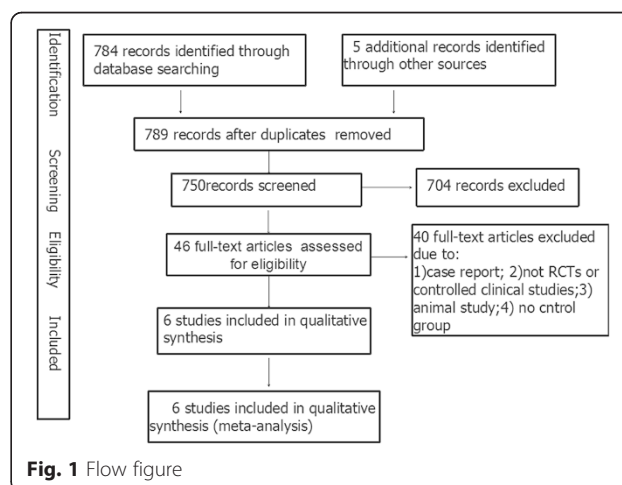 Identification
Screening
Eligibility
Included
784 records identified through
database searching
5 additional records identified
through other sources
789 records after duplicates removed
750records screened
704 records excluded
46 full-text articles assessed
for eligibility
40 full-text articles excluded
due to:
1)case report; 2)not RCTs or
controlled clinical studies;3)
animal study;4) no cntrol
group
6 studies included in qualitative
synthesis
6 studies included in qualitative
synthesis (meta-analysis)
Fig. 1 Flow figure